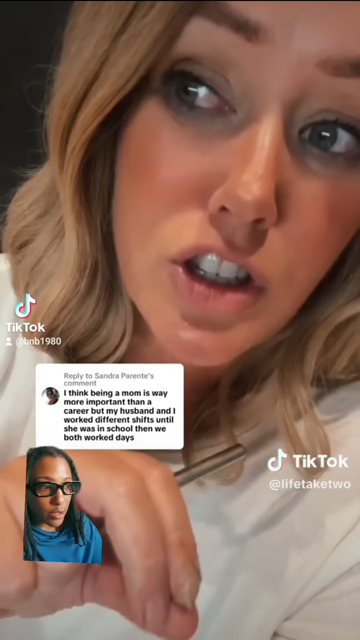 TikTok
@bnb1980
Reply to Sandra Parente's
comment
I think being a mom is way
more important than a
career but my husband and I
worked different shifts until
she was in school then we
both worked days
TikTok
@lifetaketwo